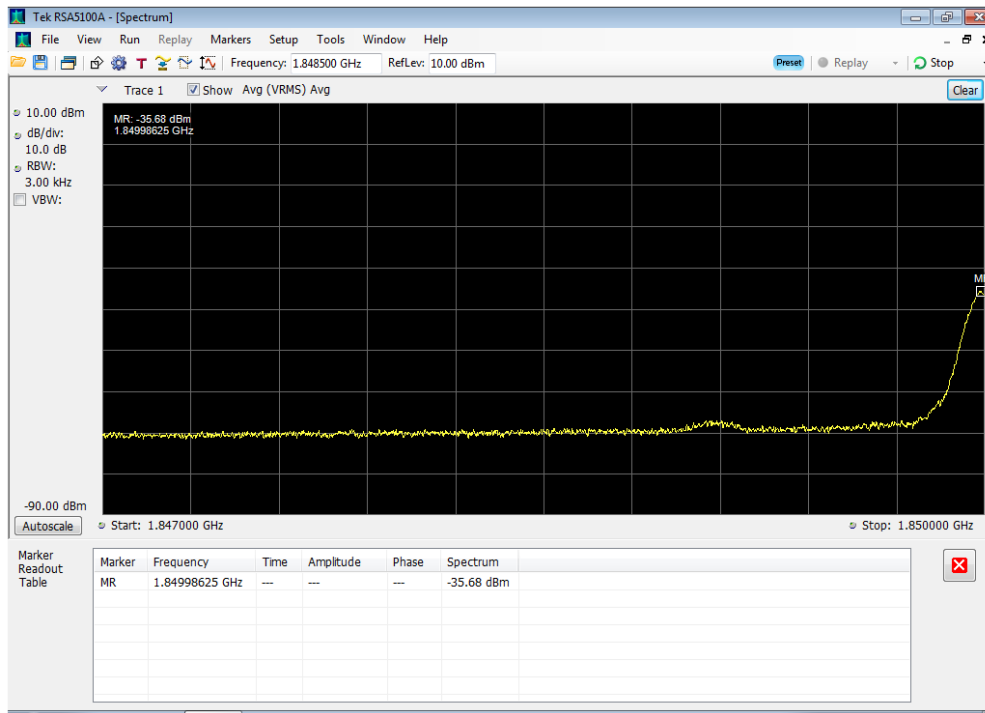 Tek RSA5100A - [Spectrum]
File View Run Replay Markers Setup Tools Window Help
T Frequency: 1.848500 GHz RefLev: 10.00 dBm Preset Replay Stop
Trace 1 Show Avg (VRMS) Avg Clear
10.00 dBm
dB/div:
10.0 dB
RBW:
3.00 kHz
VBW:
MR: -35.68 dBm
1.84998625 GHz
-90.00 dBm
Autoscale Start: 1.847000 GHz Stop: 1.850000 GHz
Marker
Readout
Table
Marker Frequency Time Amplitude Phase Spectrum
MR 1.84998625 GHz --- --- --- -35.68 dBm